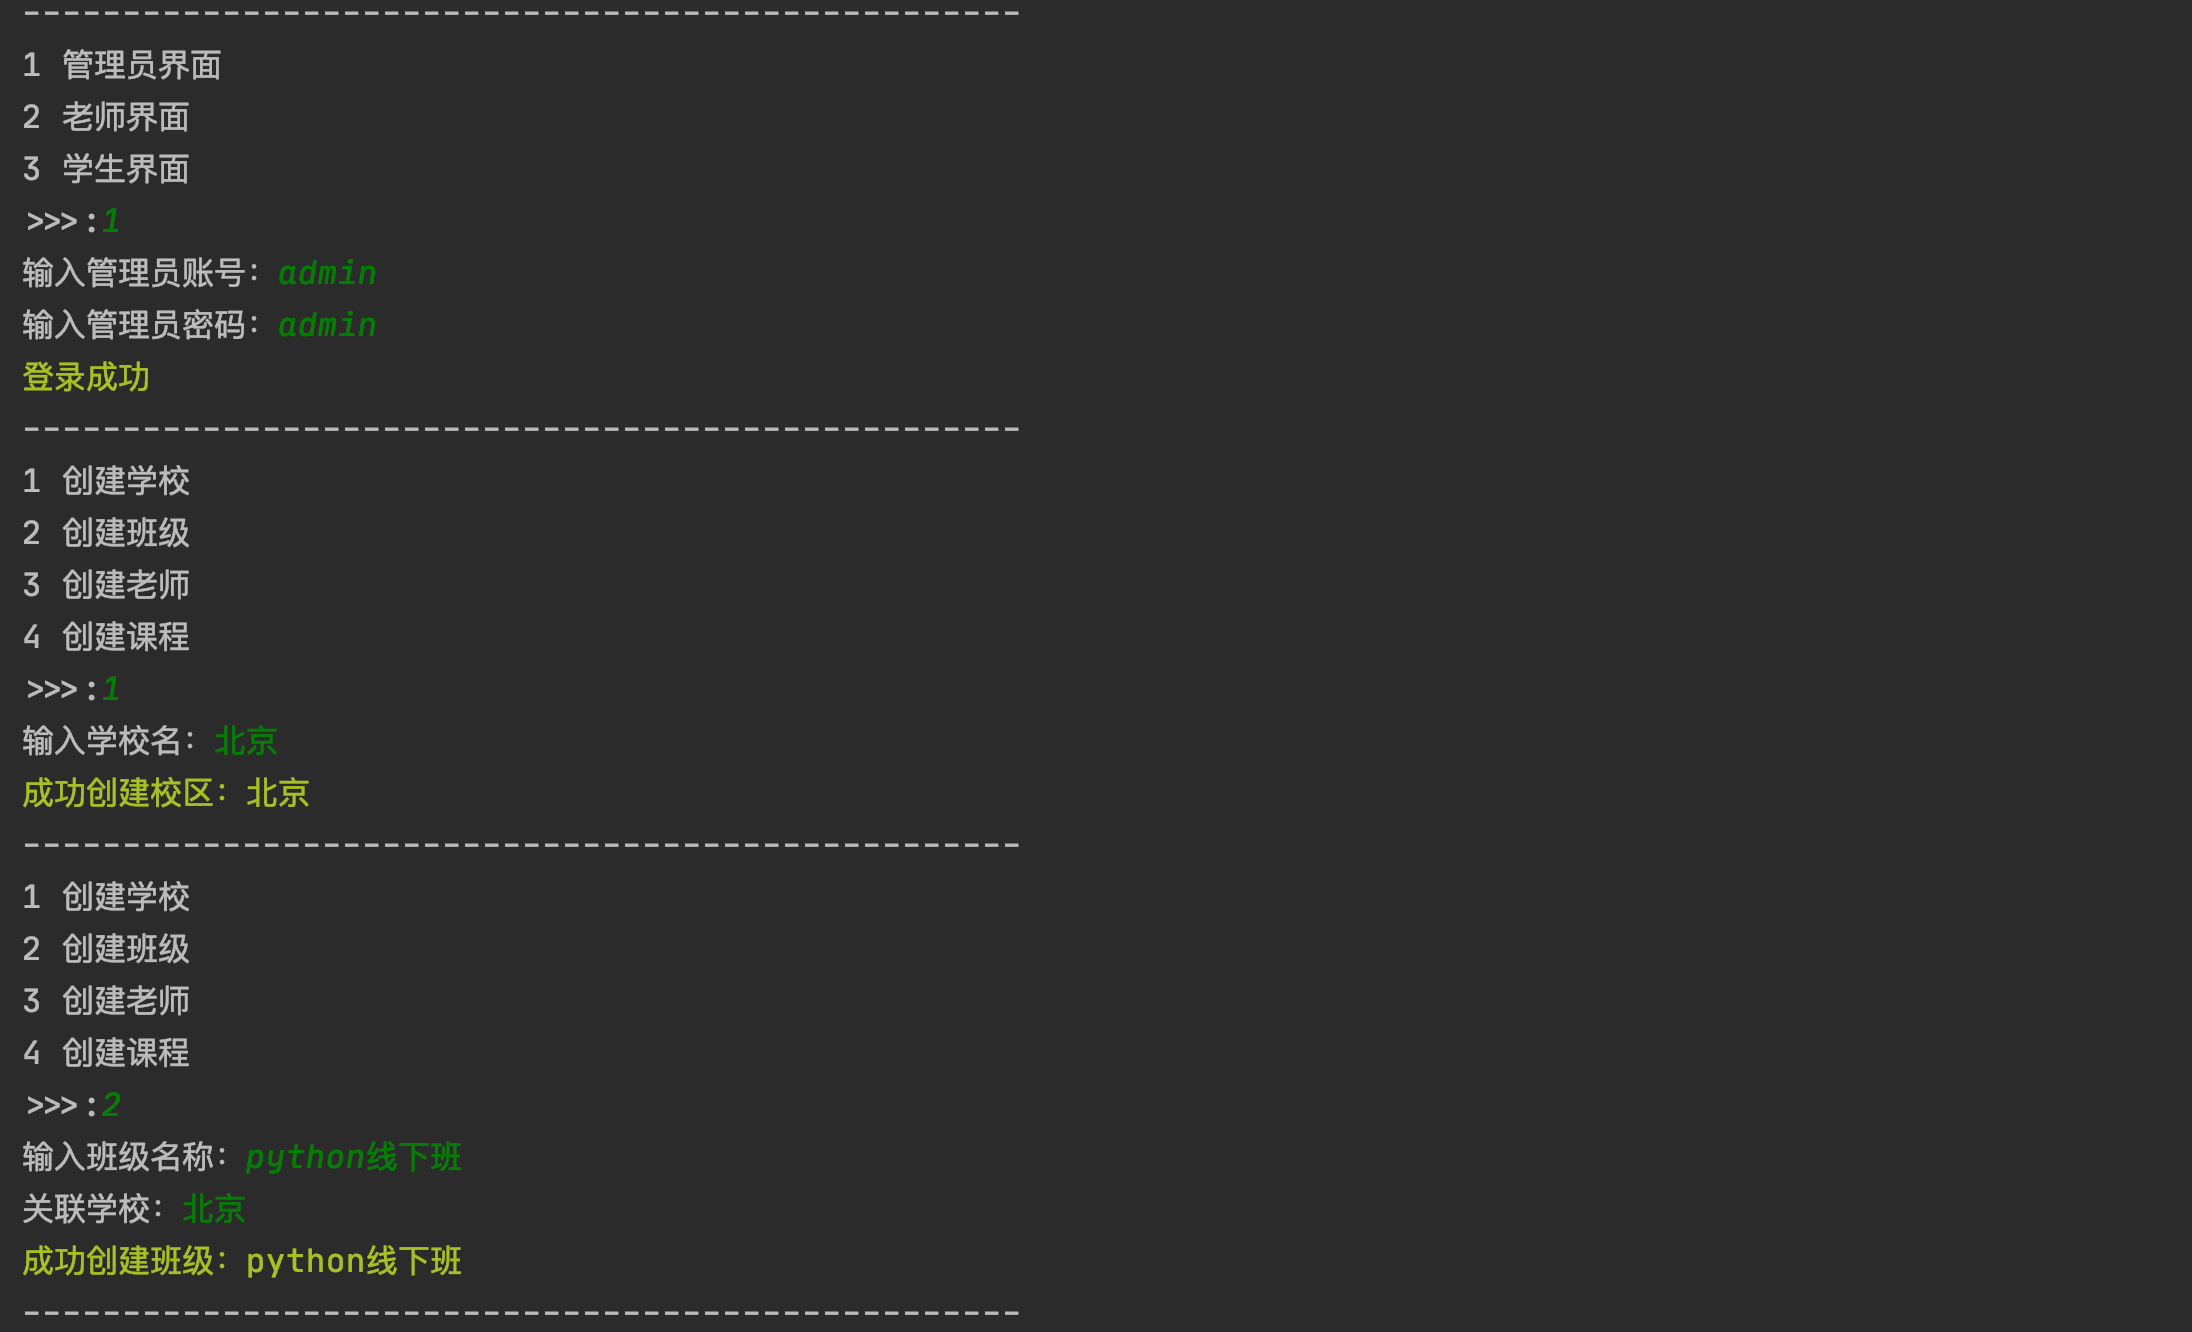 --------------------------------------------------
1 管理员界面
2 老师界面
3 学生界面
>>>:1
输入管理员账号：admin
输入管理员密码：admin
登录成功
--------------------------------------------------
1 创建学校
2 创建班级
3 创建老师
4 创建课程
>>>:1
输入学校名：北京
成功创建校区：北京
--------------------------------------------------
1 创建学校
2 创建班级
3 创建老师
4 创建课程
>>>:2
输入班级名称：python线下班
关联学校：北京
成功创建班级：python线下班
--------------------------------------------------